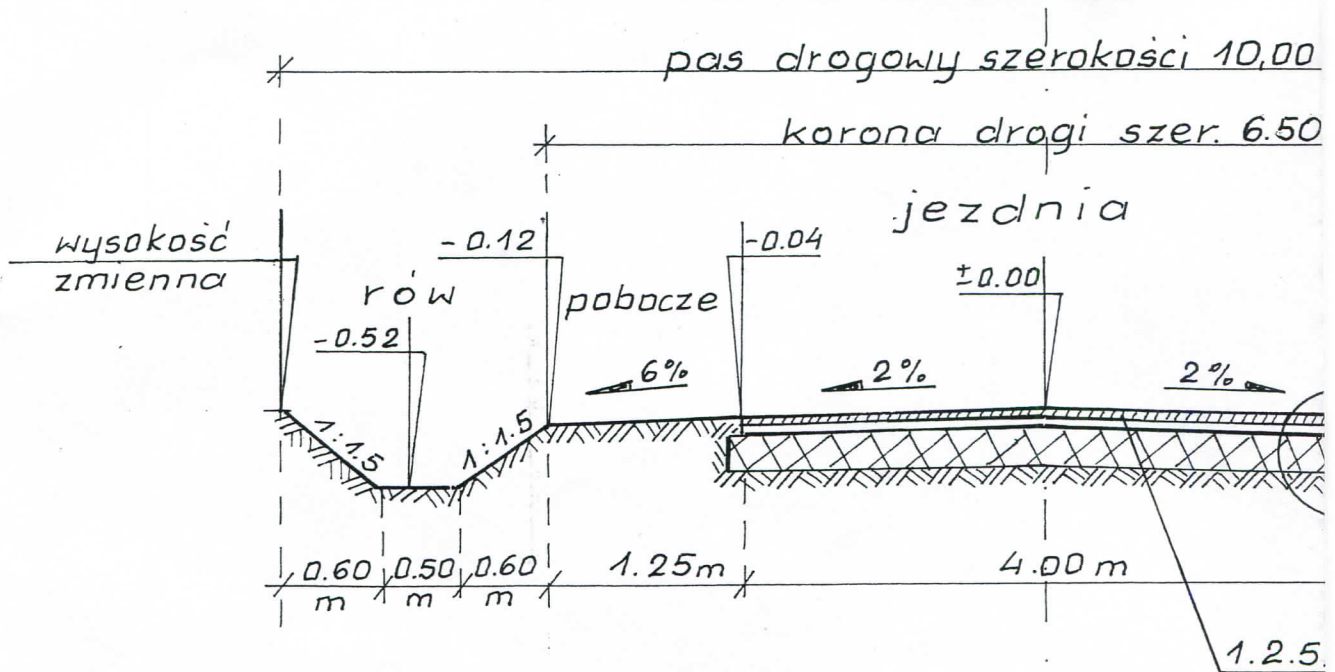 pas drogowy szerokości 10,00
korona drogi szer. 6.50
jezdnia
wysokość
zmienna
rów
-0.52
-0.12
pobocze
-0.04
±0.00
6%
2%
2%
1:1.5
1:1.5
0.60
m
0.50
m
0.60
m
1.25m
4.00 m
1.2.5